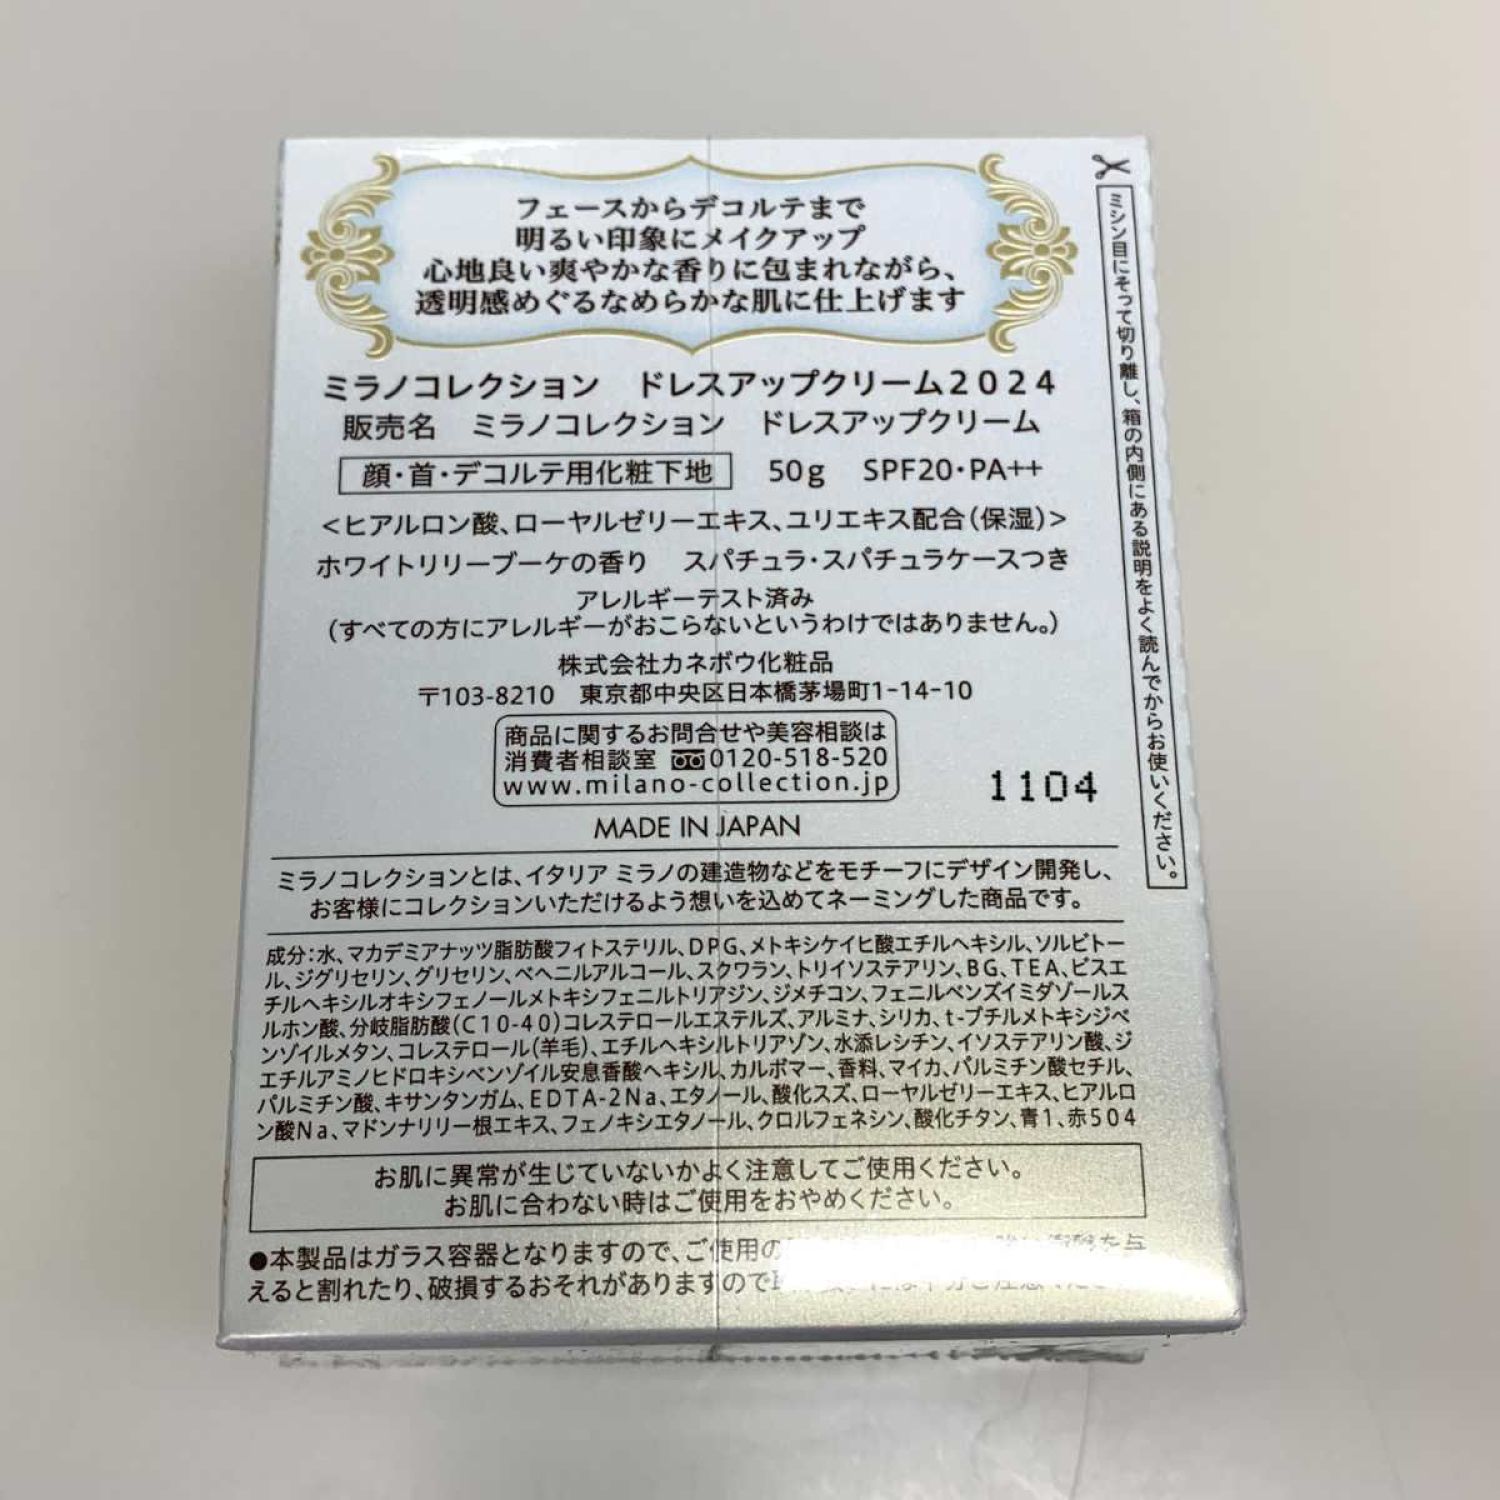 フェースからデコルテまで
明るい印象にメイクアップ
心地良い爽やかな香りに包まれながら、
透明感めぐるなめらかな肌に仕上げます
ミラノコレクション　ドレスアップクリーム2024
販売名　ミラノコレクション　ドレスアップクリーム
顔・首・デコルテ用化粧下地　50g　SPF20・PA++
<ヒアルロン酸、ローヤルゼリーエキス、ユリエキス配合(保湿)>
ホワイトリリーブーケの香り　スパチュラ・スパチュラケースつき
アレルギーテスト済み
(すべての方にアレルギーがおこらないというわけではありません。)
株式会社カネボウ化粧品
〒103-8210　東京都中央区日本橋茅場町1-14-10
商品に関するお問合せや美容相談は
消費者相談室 0120-518-520
www.milano-collection.jp
1104
MADE IN JAPAN
ミラノコレクションとは、イタリア ミラノの建造物などをモチーフにデザイン開発し、
お客様にコレクションいただけるよう想いを込めてネーミングした商品です。
成分:水、マカデミアナッツ脂肪酸フィトステリル、DPG、メトキシケイヒ酸エチルヘキシル、ソルビトー
ル、ジグリセリン、グリセリン、ベヘニルアルコール、スクワラン、トリイソステアリン、BG、TEA、ビスエ
チルヘキシルオキシフェノールメトキシフェニルトリアジン、ジメチコン、フェニルベンズイミダゾールス
ルホン酸、分岐脂肪酸(C10-40)コレステロールエステルズ、アルミナ、シリカ、t-ブチルメトキシジベ
ンゾイルメタン、コレステロール(羊毛)、エチルヘキシルトリアゾン、水添レシチン、イソステアリン酸、ジ
エチルアミノヒドロキシベンゾイル安息香酸ヘキシル、カルボマー、香料、マイカ、パルミチン酸セチル、
パルミチン酸、キサンタンガム、EDTA-2Na、エタノール、酸化スズ、ローヤルゼリーエキス、ヒアルロ
ン酸Na、マドンナリリー根エキス、フェノキシエタノール、クロルフェネシン、酸化チタン、青1、赤504
お肌に異常が生じていないかよく注意してご使用ください。
お肌に合わない時はご使用をおやめください。
●本製品はガラス容器となりますので、ご使用の を与
えると割れたり、破損するおそれがありますので
ミシン目にそって切り離し、箱の内側にある説明をよく読んでからお使いください。